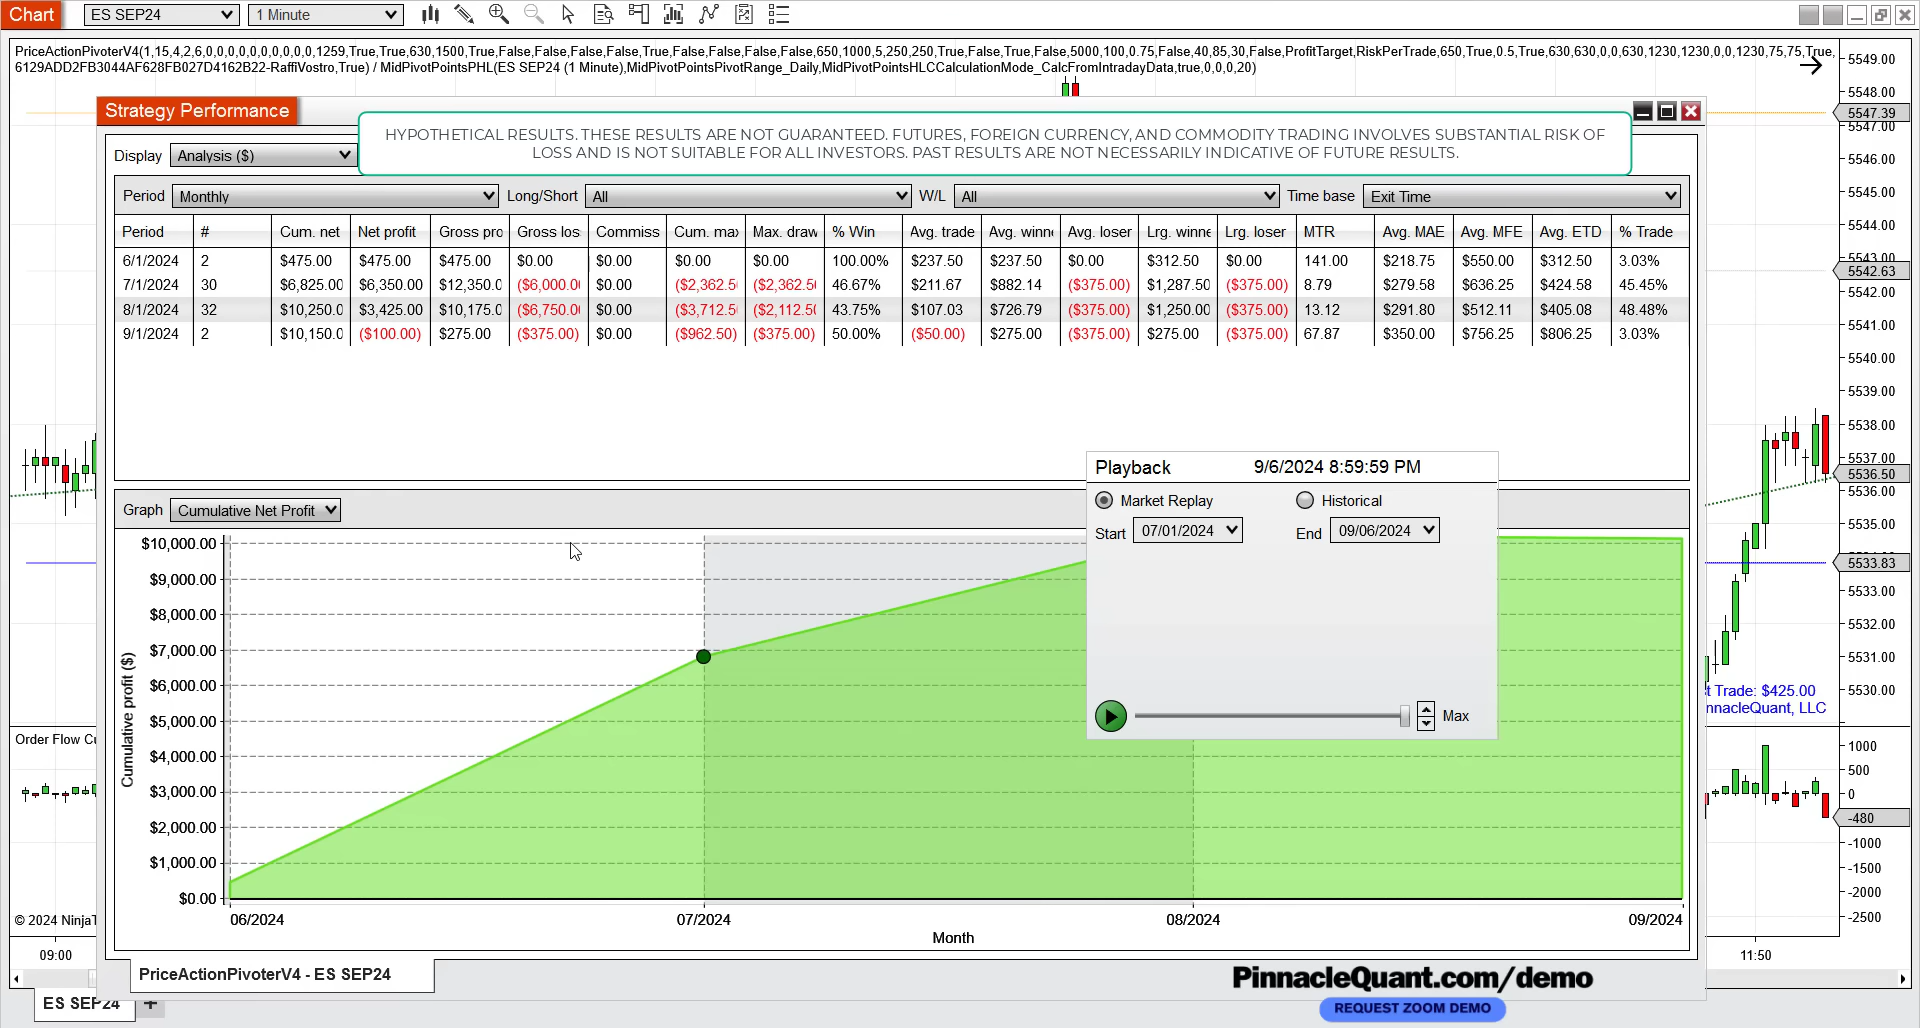 Chart
ES SEP24
1 Minute
PriceActionPivoterV4(1,15,4,2,6,0,0,0,0,0,0,0,0,0,1259,True,True,630,1500,True,False,False,False,False,True,False,False,False,False,650,1000,5,250,250,True,False,True,False,5000,100,0.75,False,40,85,30,False,ProfitTarget,RiskPerTrade,650,True,0.5,True,630,630,0,0,630,1230,1230,0,0,1230,75,75,True,
6129ADD2FB3044AF628FB027D4162B22-RaffiVostro,True) / MidPivotPointsPHL(ES SEP24 (1 Minute),MidPivotPointsPivotRange_Daily,MidPivotPointsHLCCalculationMode_CalcFromIntradayData,true,0,0,0,20)
Strategy Performance
HYPOTHETICAL RESULTS. THESE RESULTS ARE NOT GUARANTEED. FUTURES, FOREIGN CURRENCY, AND COMMODITY TRADING INVOLVES SUBSTANTIAL RISK OF
LOSS AND IS NOT SUITABLE FOR ALL INVESTORS. PAST RESULTS ARE NOT NECESSARILY INDICATIVE OF FUTURE RESULTS.
Display Analysis ($)
Period Monthly Long/Short All W/L All Time base Exit Time
Period # Cum. net Net profit Gross pro Gross los Commiss Cum. max Max. draw % Win Avg. trade Avg. winne Avg. loser Lrg. winne Lrg. loser MTR Avg. MAE Avg. MFE Avg. ETD % Trade
6/1/2024 2 $475.00 $475.00 $475.00 $0.00 $0.00 $0.00 $0.00 100.00% $237.50 $237.50 $0.00 $312.50 $0.00 141.00 $218.75 $550.00 $312.50 3.03%
7/1/2024 30 $6,825.00 $6,350.00 $12,350.0 ($6,000.00 $0.00 ($2,362.50 ($2,362.50 46.67% $211.67 $882.14 ($375.00) $1,287.50 ($375.00) 8.79 $279.58 $636.25 $424.58 45.45%
8/1/2024 32 $10,250.0 $3,425.00 $10,175.0 ($6,750.00 $0.00 ($3,712.50 ($2,112.50 43.75% $107.03 $726.79 ($375.00) $1,250.00 ($375.00) 13.12 $291.80 $512.11 $405.08 48.48%
9/1/2024 2 $10,150.0 ($100.00) $275.00 ($375.00) $0.00 ($962.50) ($375.00) 50.00% ($50.00) $275.00 ($375.00) $275.00 ($375.00) 67.87 $350.00 $756.25 $806.25 3.03%
Graph Cumulative Net Profit
$10,000.00
$9,000.00
$8,000.00
$7,000.00
$6,000.00
$5,000.00
$4,000.00
$3,000.00
$2,000.00
$1,000.00
$0.00
Cumulative profit ($)
06/2024 07/2024 08/2024 09/2024
Month
Playback 9/6/2024 8:59:59 PM
Market Replay Historical
Start 07/01/2024 End 09/06/2024
Max
5549.00
5548.00
5547.39
5547.00
5546.00
5545.00
5544.00
5543.00
5542.63
5542.00
5541.00
5540.00
5539.00
5538.00
5537.00
5536.50
5536.00
5535.00
5533.83
5533.00
5532.00
5531.00
5530.00
t Trade: $425.00
nnacleQuant, LLC
Order Flow Cu
1000
500
0
-480
-1000
-1500
-2000
-2500
© 2024 NinjaT
09:00
11:50
PriceActionPivoterV4 - ES SEP24
ES SEP24 +
PinnacleQuant.com/demo
REQUEST ZOOM DEMO